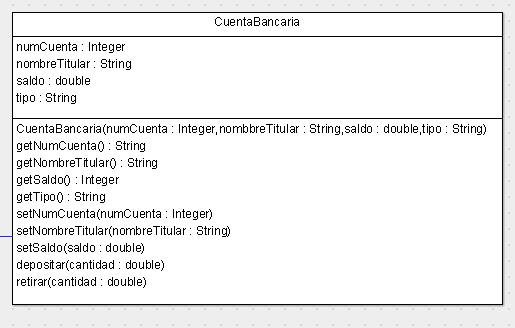 CuentaBancaria
numCuenta : Integer
nombreTitular : String
saldo : double
tipo : String
CuentaBancaria(numCuenta : Integer,nombbreTitular : String,saldo : double,tipo : String)
getNumCuenta() : String
getNombreTitular() : String
getSaldo() : Integer
getTipo() : String
setNumCuenta(numCuenta : Integer)
setNombreTitular(nombreTitular : String)
setSaldo(saldo : double)
depositar(cantidad : double)
retirar(cantidad : double)